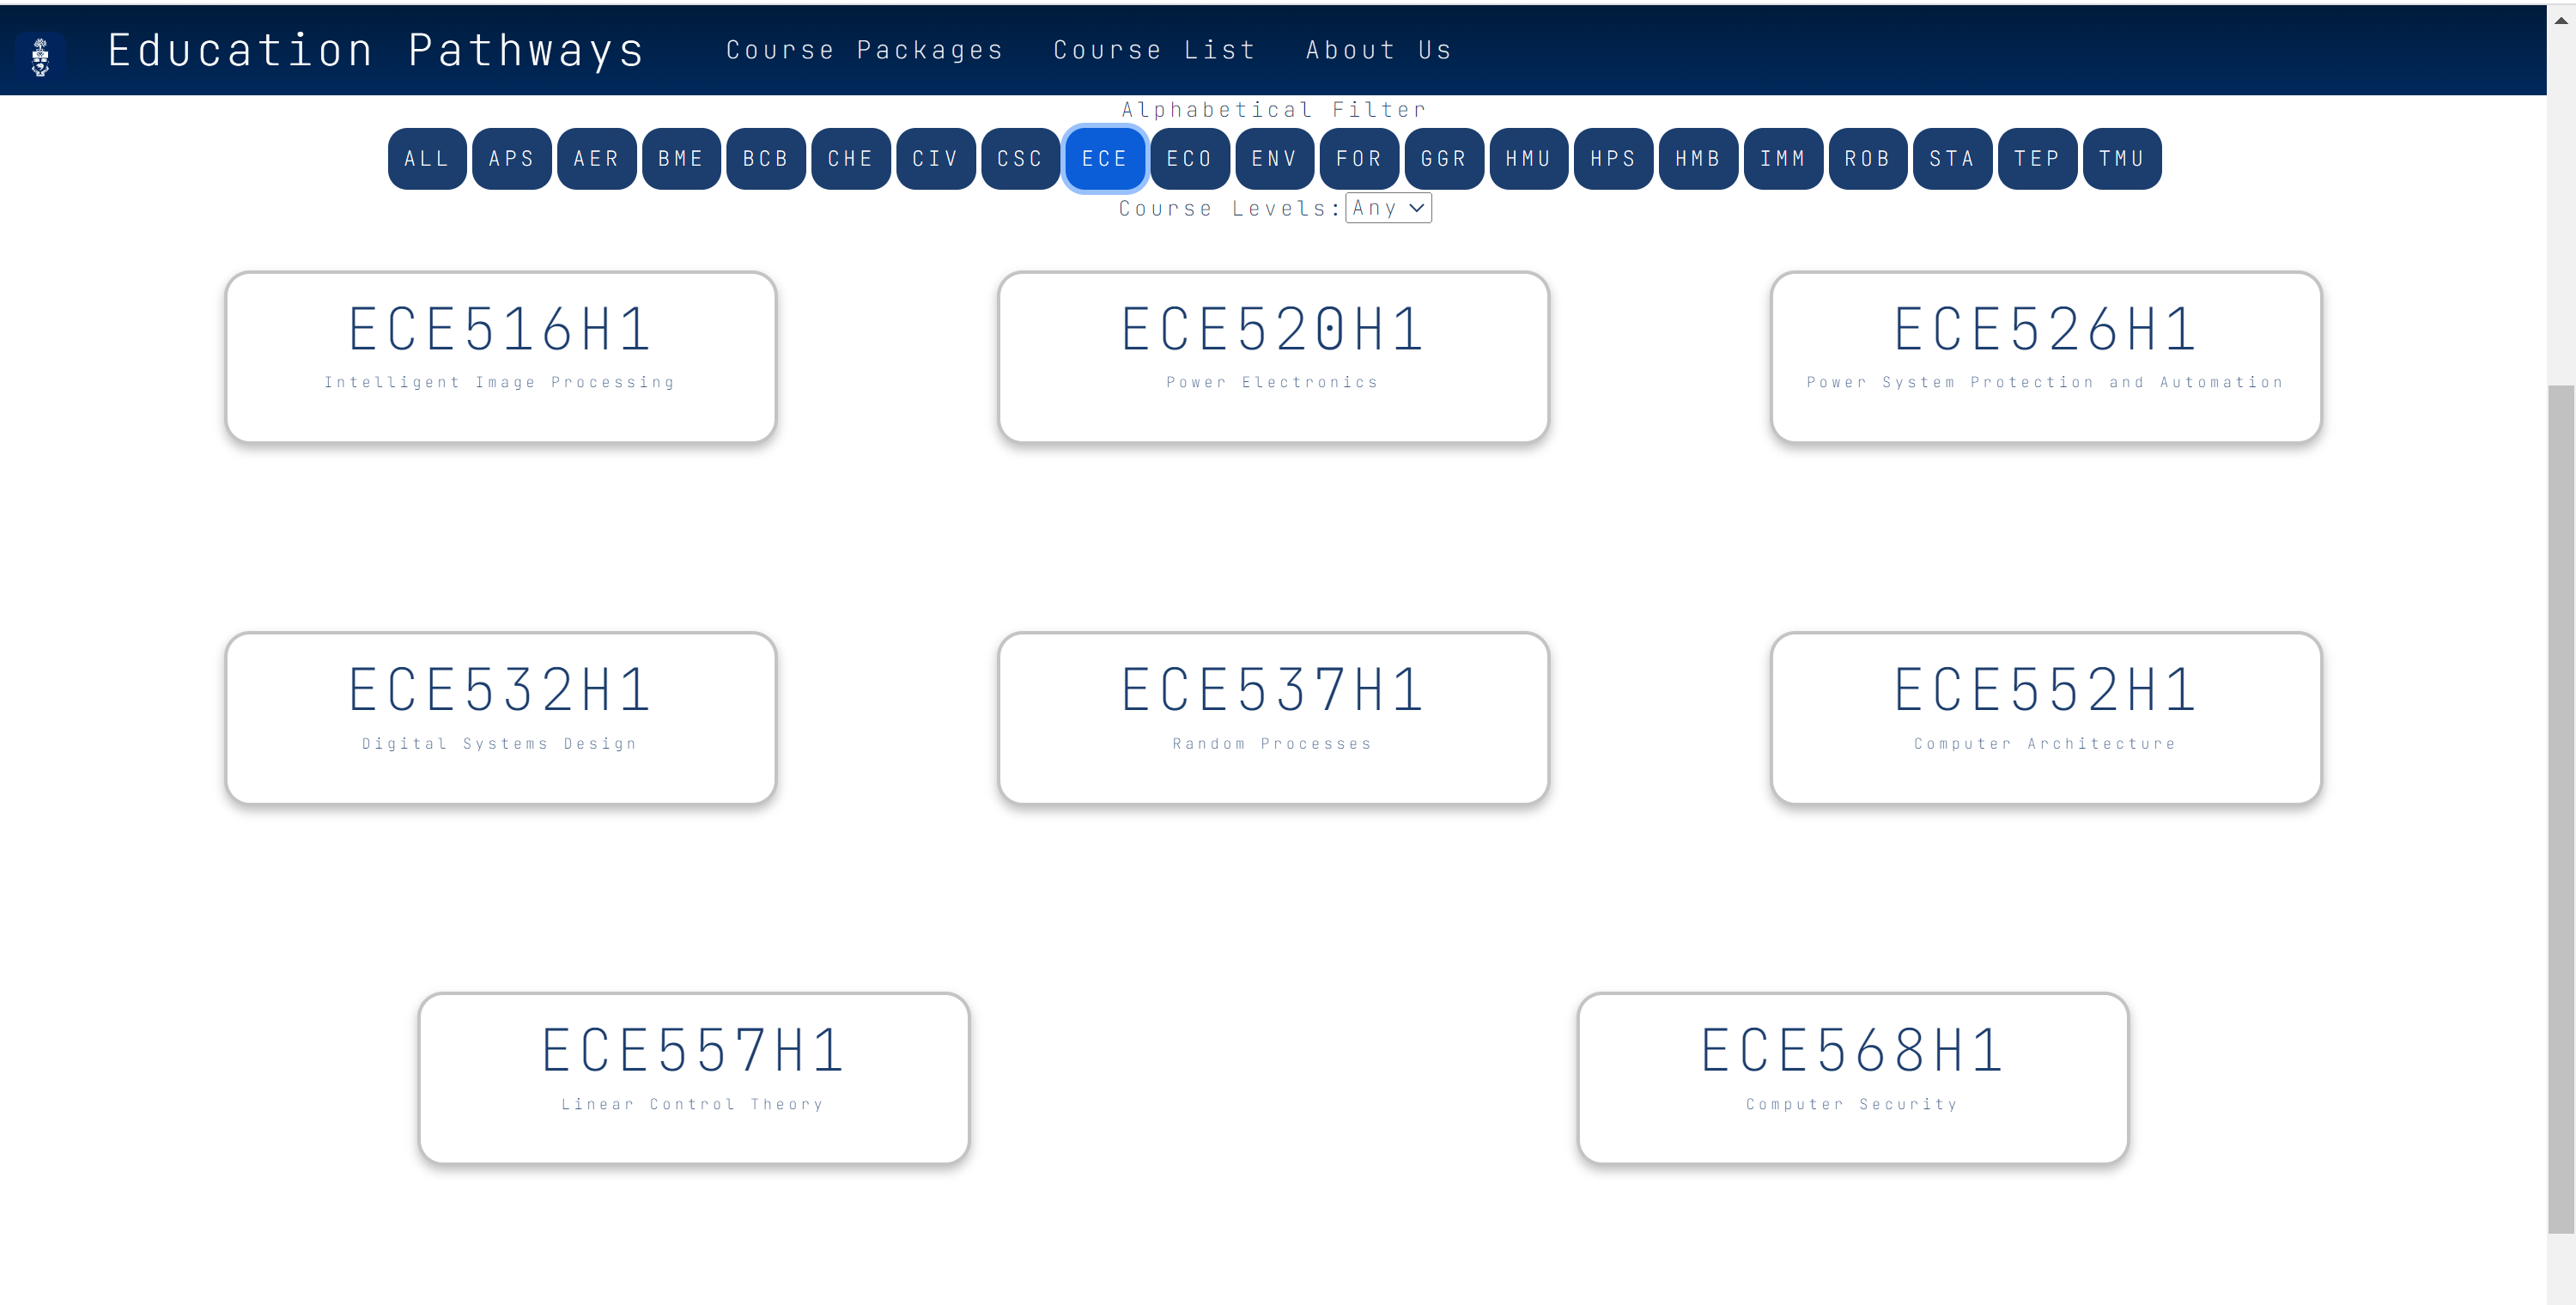 Education Pathways Course Packages Course List About Us
Alphabetical Filter
ALL APS AER BME BCB CHE CIV CSC ECE ECO ENV FOR GGR HMU HPS HMB IMM ROB STA TEP TMU
Course Levels: Any
ECE516H1 ECE520H1 ECE526H1
Intelligent Image Processing Power Electronics Power System Protection and Automation
ECE532H1 ECE537H1 ECE552H1
Digital Systems Design Random Processes Computer Architecture
ECE557H1 ECE568H1
Linear Control Theory Computer Security